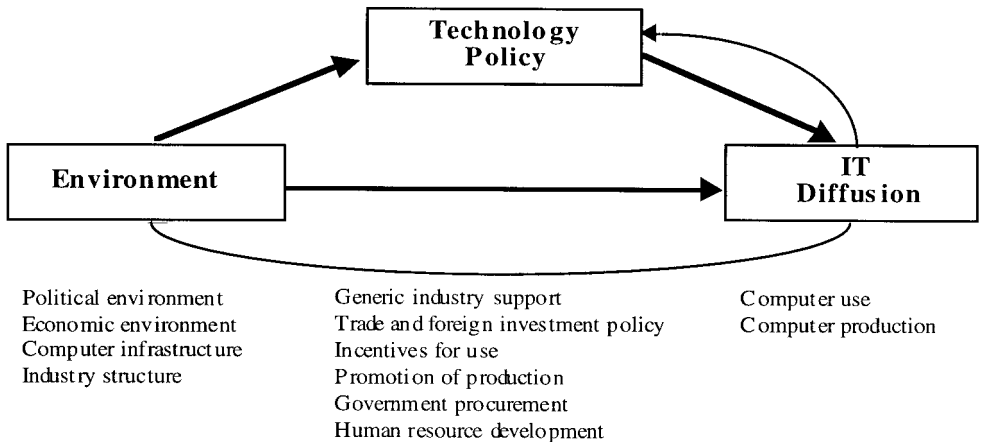 Technology
Policy
Environment
IT
Diffusion
Political environment
Economic environment
Computer infrastructure
Industry structure
Generic industry support
Trade and foreign investment policy
Incentives for use
Promotion of production
Government procurement
Human resource development
Computer use
Computer production